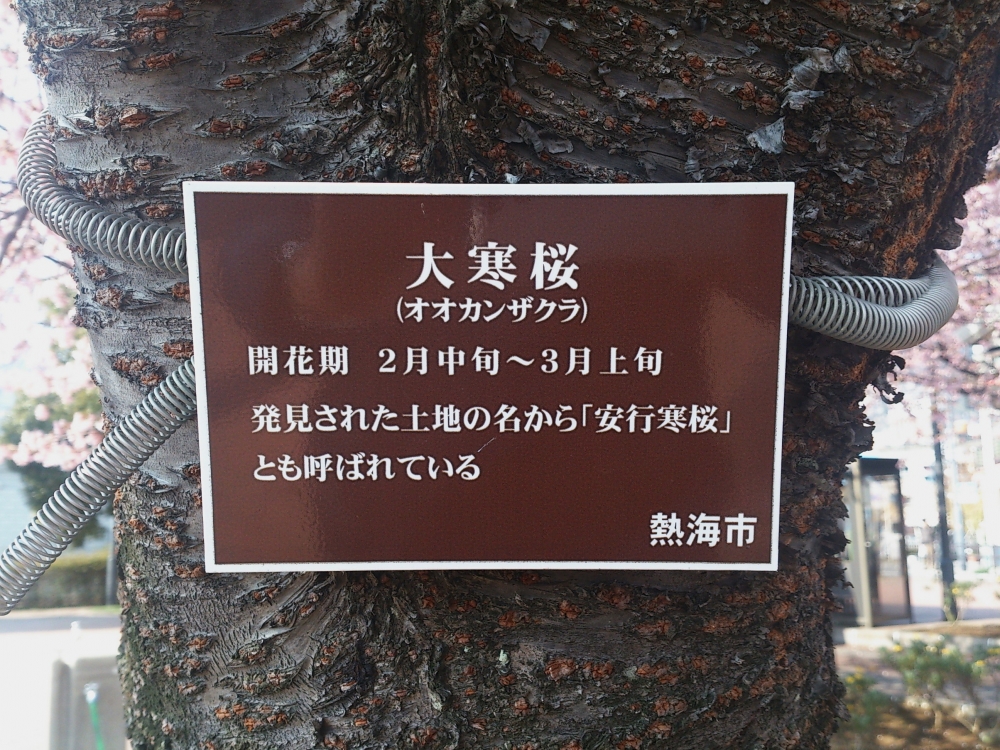 大寒桜
(オオカンザクラ)
開花期 2月中旬〜3月上旬
発見された土地の名から「安行寒桜」
とも呼ばれている
熱海市